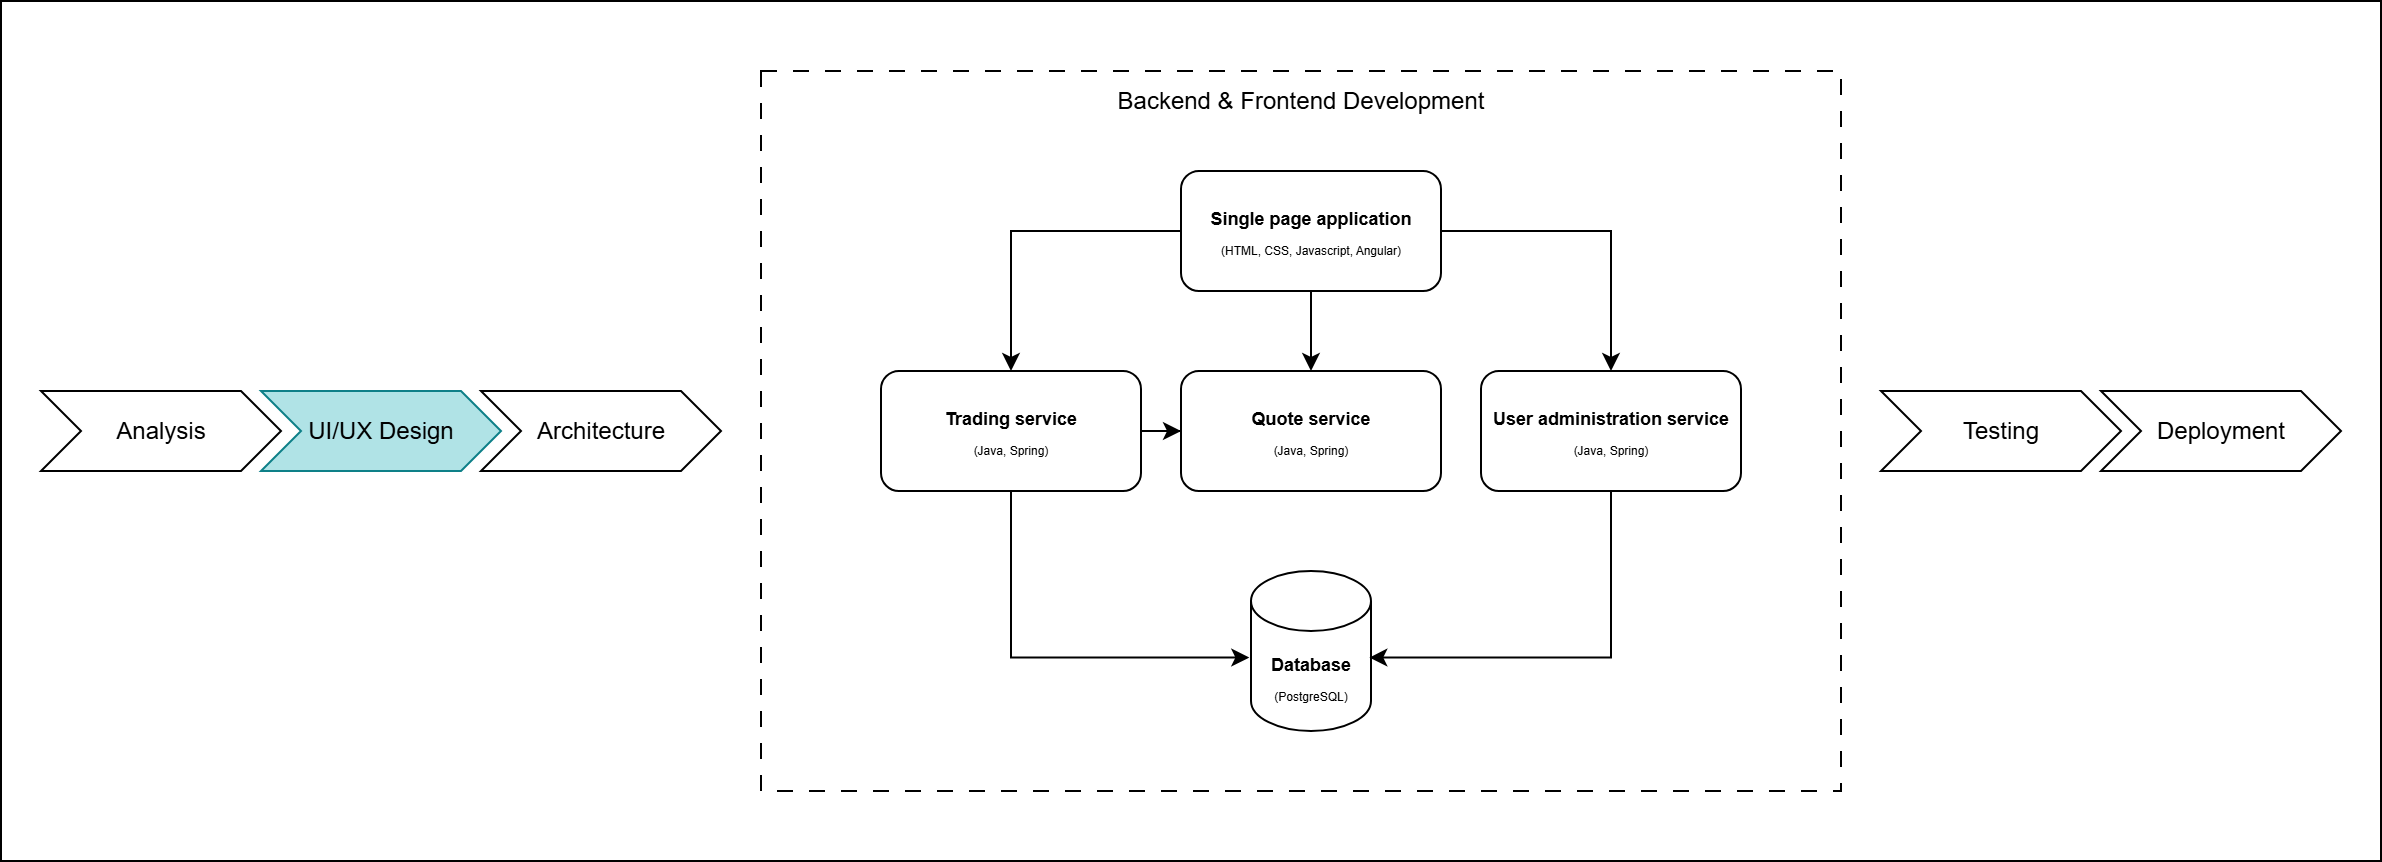 Backend & Frontend Development
Single page application
(HTML, CSS, Javascript, Angular)
Analysis
UI/UX Design
Architecture
Trading service
(Java, Spring)
Quote service
(Java, Spring)
User administration service
(Java, Spring)
Testing
Deployment
Database
(PostgreSQL)